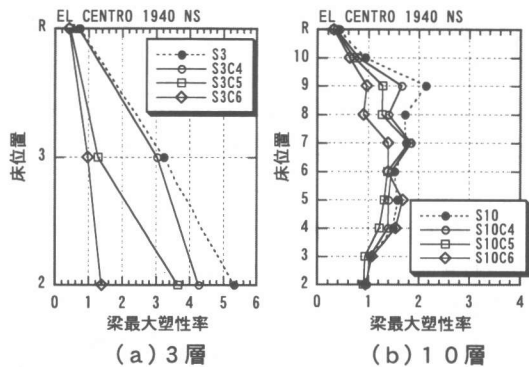 EL CENTRO 1940 NS
R
3
2
床位置
S3
S3C4
S3C5
S3C6
0 1 2 3 4 5 6
梁最大塑性率
(a)3層
EL CENTRO 1940 NS
R
10
9
8
7
6
5
4
3
2
床位置
S10
S10C4
S10C5
S10C6
0 1 2 3 4
梁最大塑性率
(b)10層